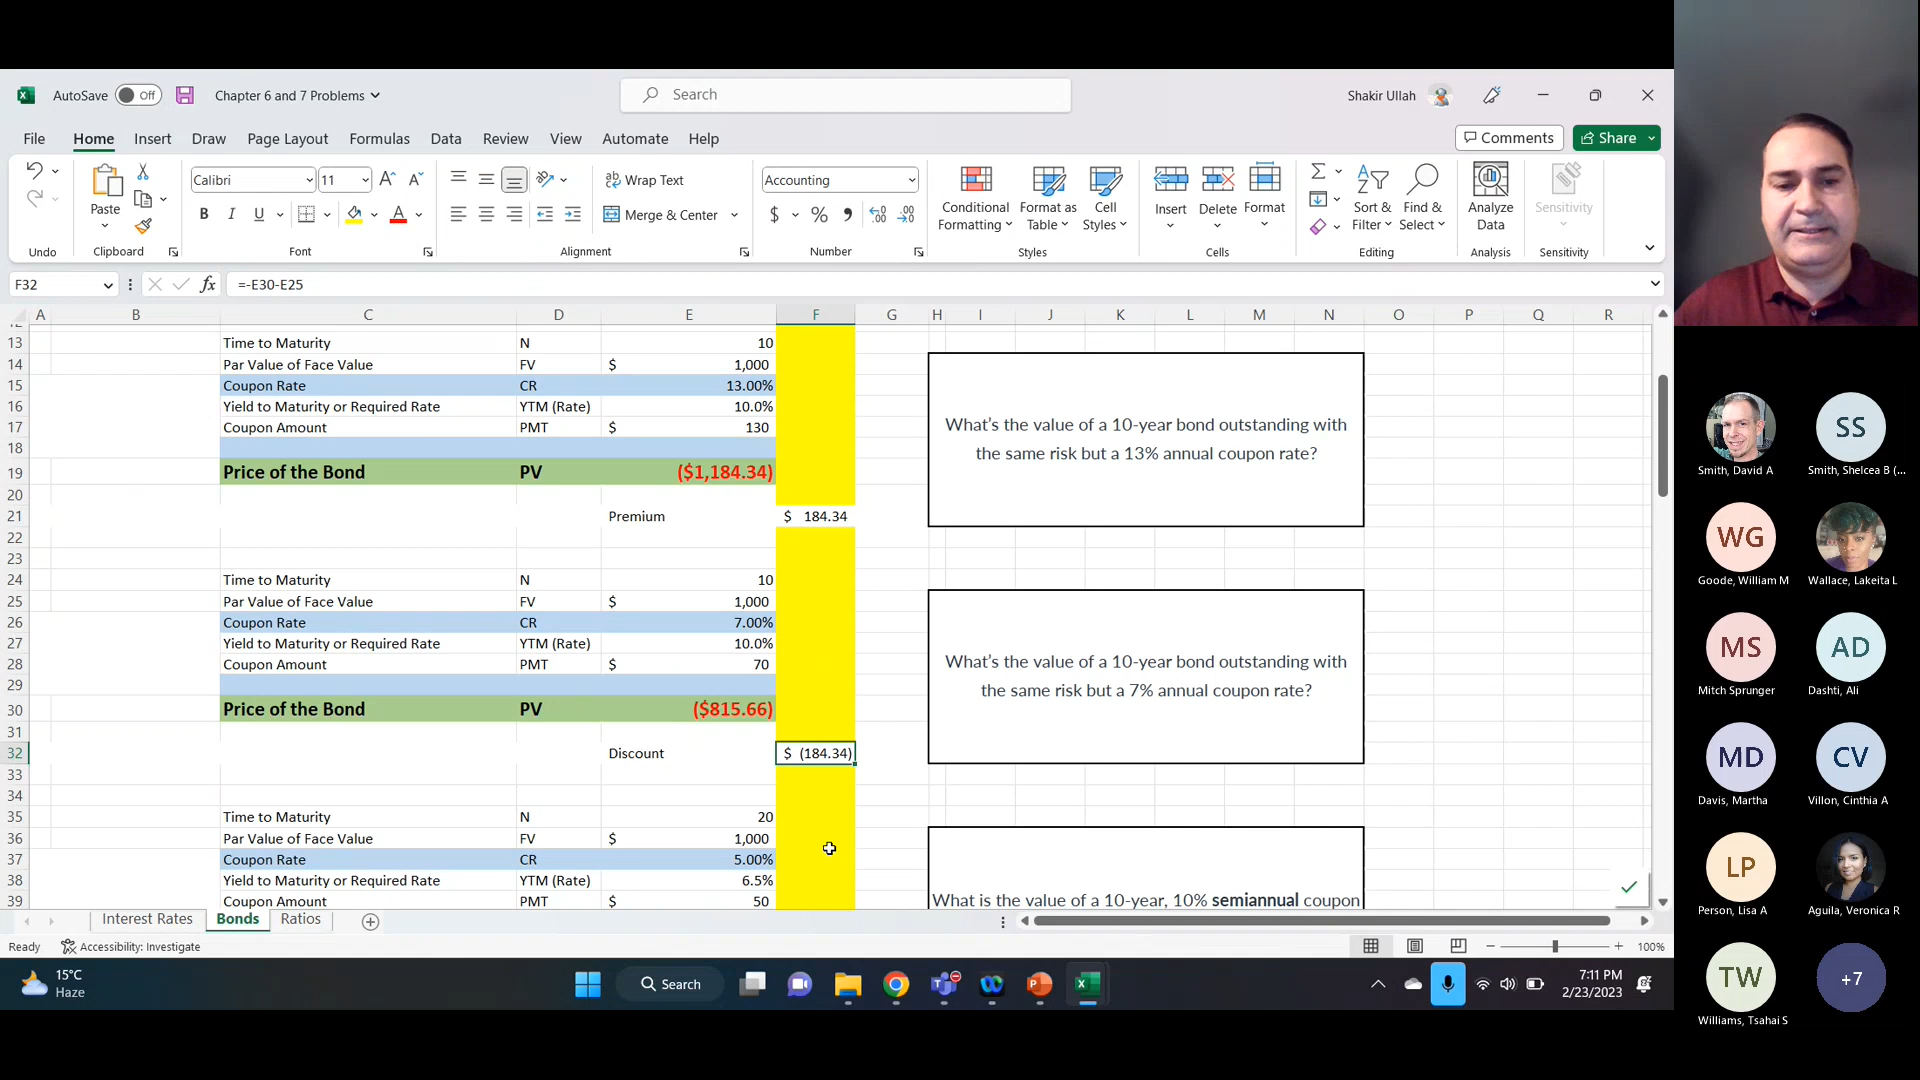 AutoSave Off Chapter 6 and 7 Problems Search Shakir Ullah
File Home Insert Draw Page Layout Formulas Data Review View Automate Help Comments Share
Calibri 11 Wrap Text Accounting
Paste B I U Merge & Center $ % Conditional Formatting Format as Table Cell Styles Insert Delete Format Sort & Filter Find & Select Analyze Data Sensitivity
Undo Clipboard Font Alignment Number Styles Cells Editing Analysis Sensitivity
F32 fx =-E30-E25
A B C D E F G H I J K L M N O P Q R
13 Time to Maturity N 10
14 Par Value of Face Value FV $ 1,000
15 Coupon Rate CR 13.00%
16 Yield to Maturity or Required Rate YTM (Rate) 10.0%
17 Coupon Amount PMT $ 130
18
19 Price of the Bond PV ($1,184.34)
20
21 Premium $ 184.34
22
23
24 Time to Maturity N 10
25 Par Value of Face Value FV $ 1,000
26 Coupon Rate CR 7.00%
27 Yield to Maturity or Required Rate YTM (Rate) 10.0%
28 Coupon Amount PMT $ 70
29
30 Price of the Bond PV ($815.66)
31
32 Discount $ (184.34)
33
34
35 Time to Maturity N 20
36 Par Value of Face Value FV $ 1,000
37 Coupon Rate CR 5.00%
38 Yield to Maturity or Required Rate YTM (Rate) 6.5%
39 Coupon Amount PMT $ 50
What's the value of a 10-year bond outstanding with
the same risk but a 13% annual coupon rate?
What's the value of a 10-year bond outstanding with
the same risk but a 7% annual coupon rate?
What is the value of a 10-year, 10% semiannual coupon
Interest Rates Bonds Ratios
Ready Accessibility: Investigate 100%
15°C
Haze
Search
7:11 PM
2/23/2023
SS
Smith, David A Smith, Shelcea B (...
WG
Goode, William M Wallace, Lakeita L
MS AD
Mitch Sprunger Dashti, Ali
MD CV
Davis, Martha Villon, Cinthia A
LP
Person, Lisa A Aguila, Veronica R
TW +7
Williams, Tsahai S